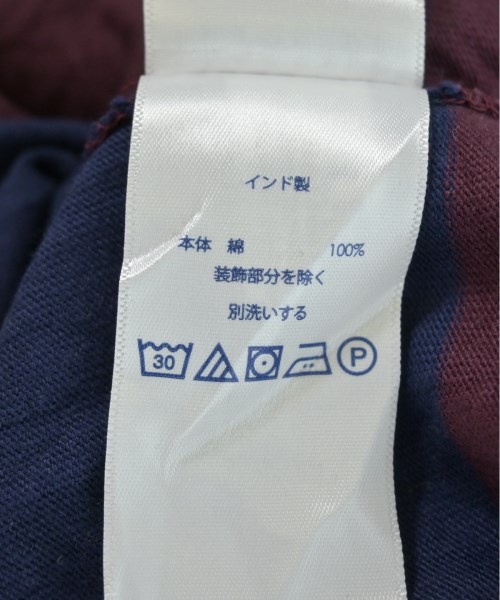 インド製
本体 綿 100%
装飾部分を除く
別洗いする
30 P